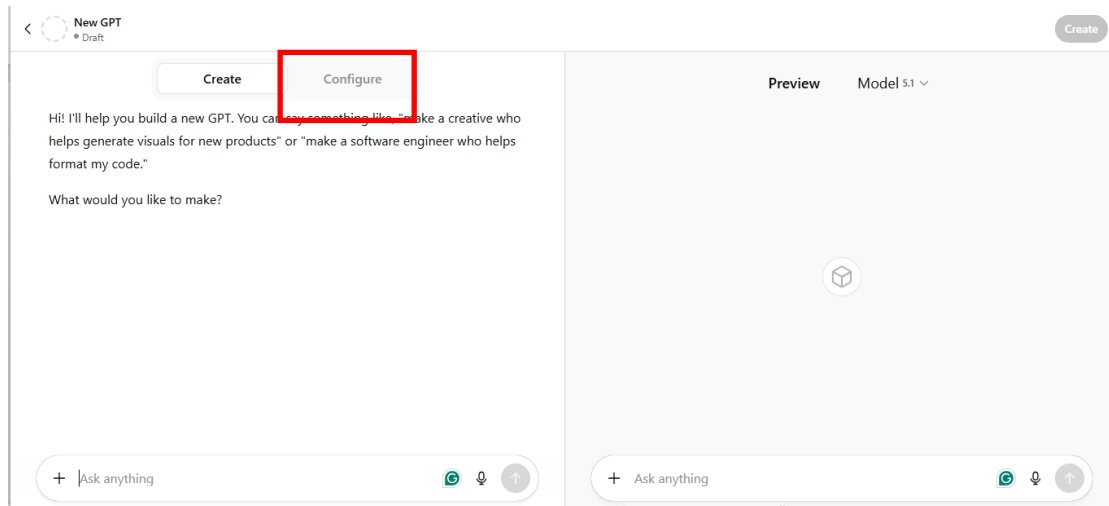 New GPT
Draft
Create
Create
Configure
Preview
Model 5.1
Hi! I'll help you build a new GPT. You can say something like, "make a creative who
helps generate visuals for new products" or "make a software engineer who helps
format my code."
What would you like to make?
Ask anything
Ask anything